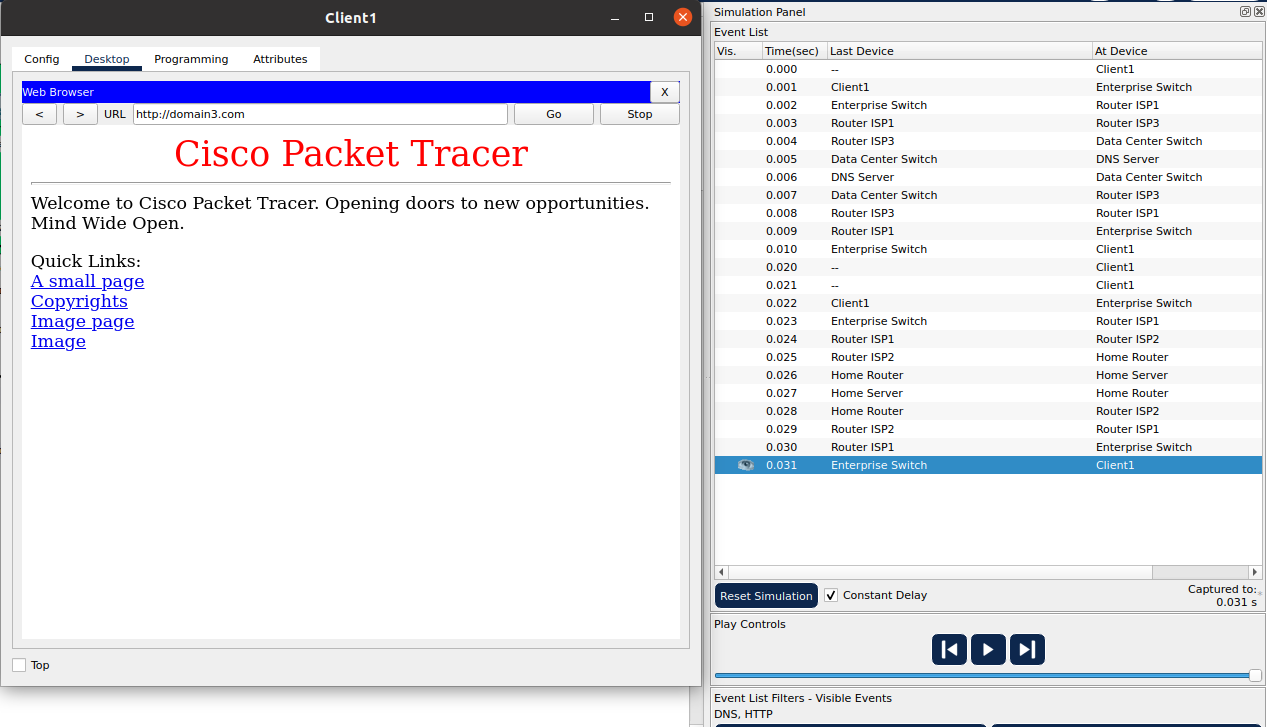 Client1
Config Desktop Programming Attributes
Web Browser X
< > URL http://domain3.com Go Stop
Cisco Packet Tracer
Welcome to Cisco Packet Tracer. Opening doors to new opportunities.
Mind Wide Open.
Quick Links:
A small page
Copyrights
Image page
Image
Top
Simulation Panel
Event List
Vis. Time(sec) Last Device At Device
0.000 -- Client1
0.001 Client1 Enterprise Switch
0.002 Enterprise Switch Router ISP1
0.003 Router ISP1 Router ISP3
0.004 Router ISP3 Data Center Switch
0.005 Data Center Switch DNS Server
0.006 DNS Server Data Center Switch
0.007 Data Center Switch Router ISP3
0.008 Router ISP3 Router ISP1
0.009 Router ISP1 Enterprise Switch
0.010 Enterprise Switch Client1
0.020 -- Client1
0.021 -- Client1
0.022 Client1 Enterprise Switch
0.023 Enterprise Switch Router ISP1
0.024 Router ISP1 Router ISP2
0.025 Router ISP2 Home Router
0.026 Home Router Home Server
0.027 Home Server Home Router
0.028 Home Router Router ISP2
0.029 Router ISP2 Router ISP1
0.030 Router ISP1 Enterprise Switch
0.031 Enterprise Switch Client1
Reset Simulation Constant Delay Captured to:
0.031 s
Play Controls
Event List Filters - Visible Events
DNS, HTTP